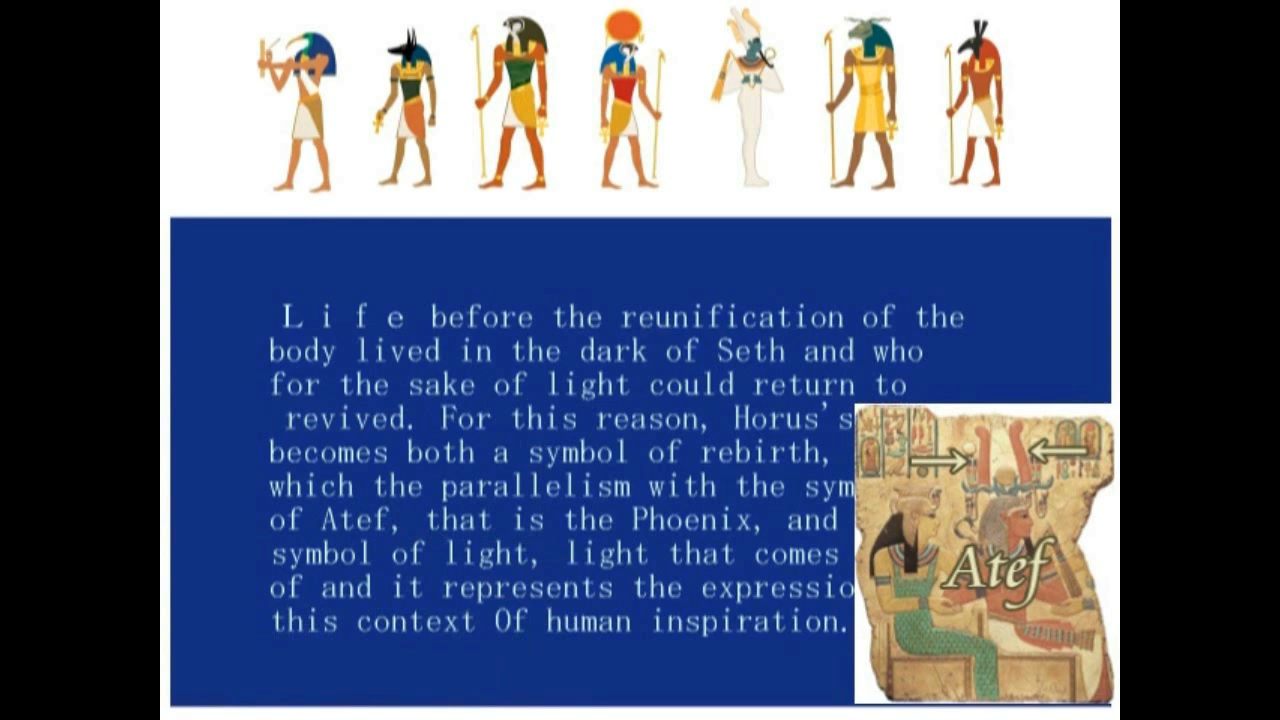 L i f e before the reunification of the
body lived in the dark of Seth and who
for the sake of light could return to
revived. For this reason, Horus's
becomes both a symbol of rebirth,
which the parallelism with the sym
of Atef, that is the Phoenix, and
symbol of light, light that comes
of and it represents the expressio
this context Of human inspiration.
Atef